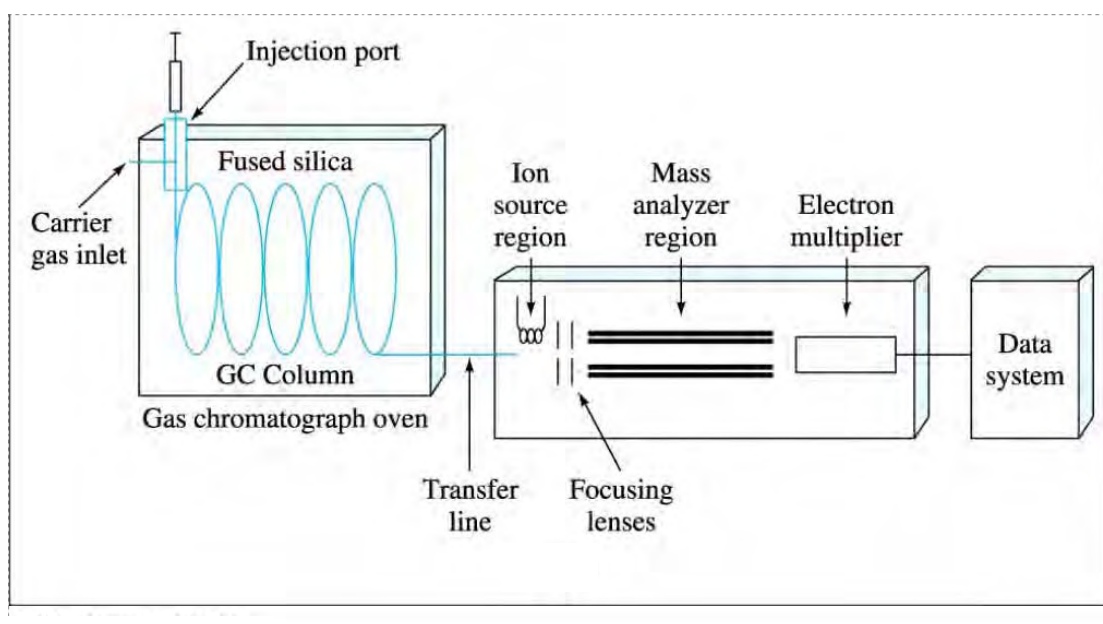 Injection port
Fused silica
Carrier
gas inlet
GC Column
Gas chromatograph oven
Ion
source
region
Mass
analyzer
region
Electron
multiplier
Data
system
Transfer
line
Focusing
lenses